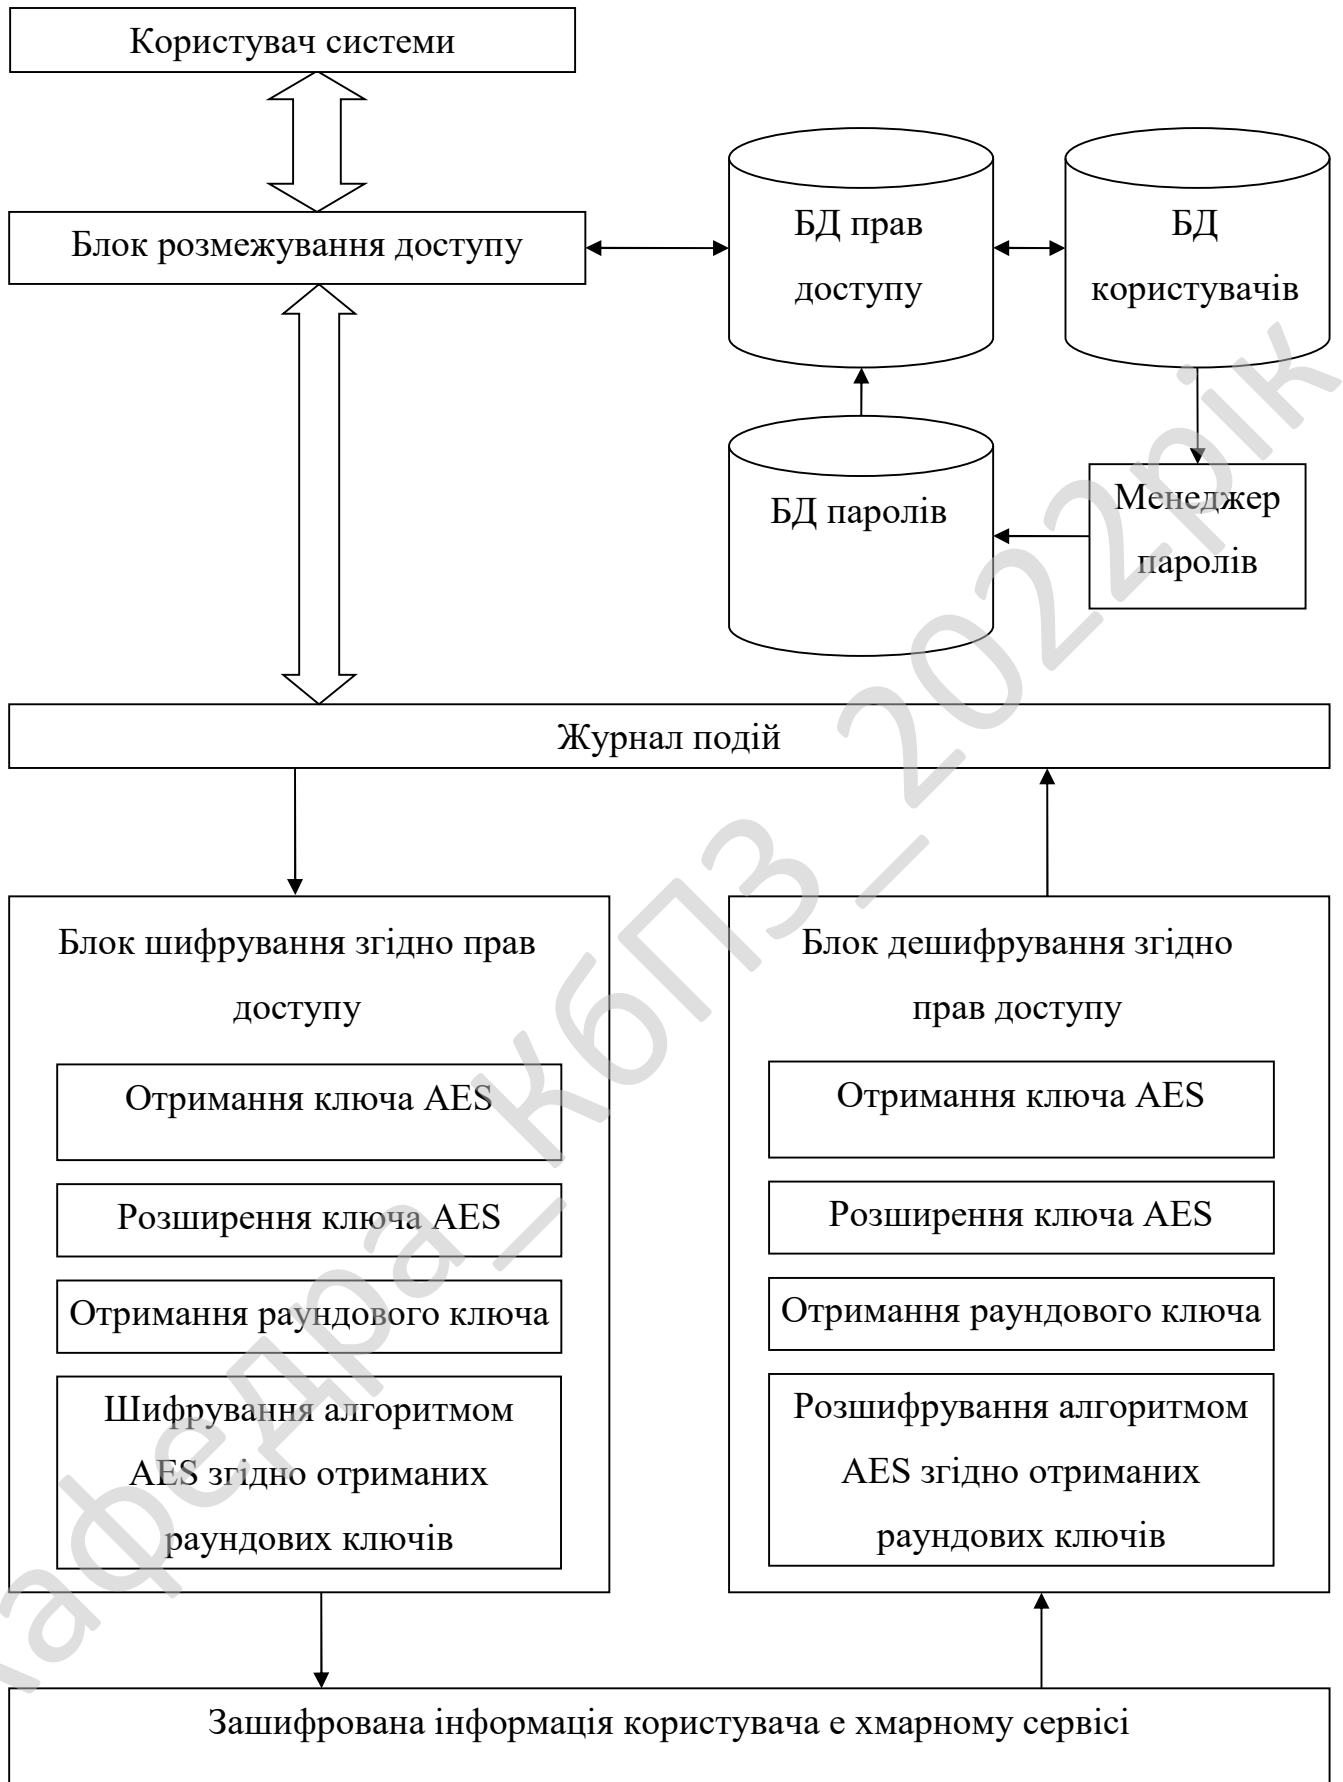 Користувач системи
Блок розмежування доступу
БД прав
доступу
БД
користувачів
БД паролів
Менеджер
паролів
Журнал подій
Блок шифрування згідно прав
доступу
Отримання ключа AES
Розширення ключа AES
Отримання раундового ключа
Шифрування алгоритмом
AES згідно отриманих
раундових ключів
Блок дешифрування згідно
прав доступу
Отримання ключа AES
Розширення ключа AES
Отримання раундового ключа
Розшифрування алгоритмом
AES згідно отриманих
раундових ключів
Зашифрована інформація користувача е хмарному сервісі
Кафедра_КбПЗ_2022рік